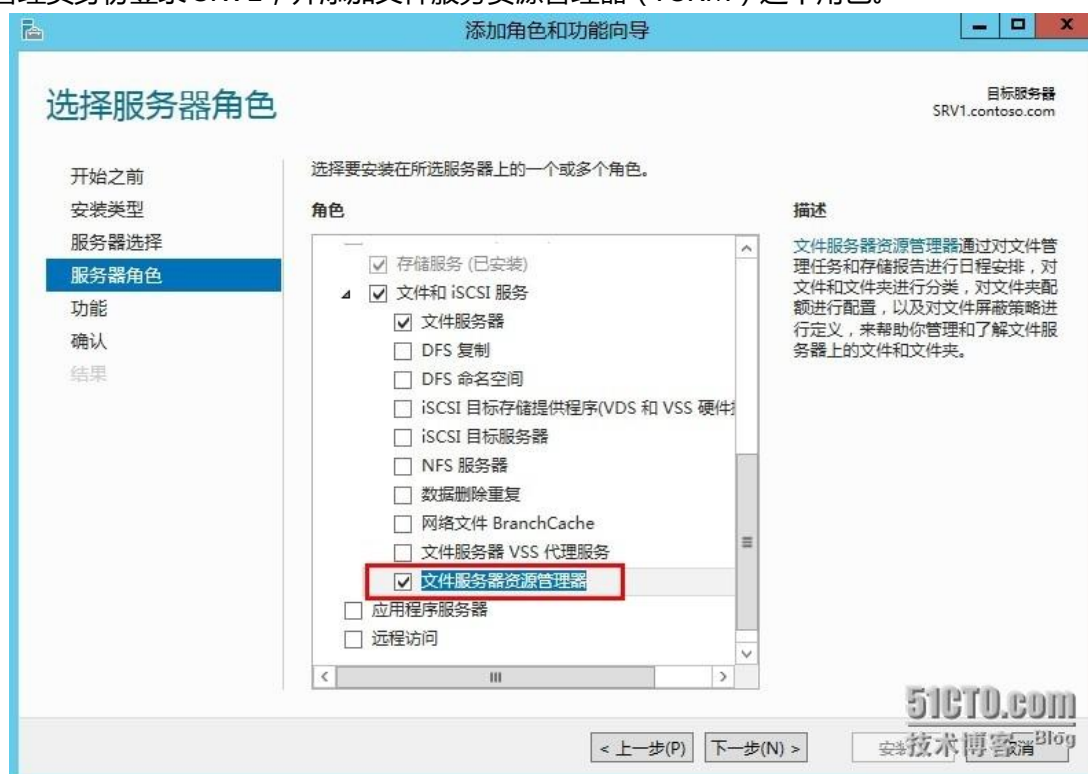 添加角色和功能向导
选择服务器角色
目标服务器
SRV1.contoso.com
开始之前
安装类型
服务器选择
服务器角色
功能
确认
结果
选择要安装在所选服务器上的一个或多个角色。
角色
存储服务 (已安装)
文件和 iSCSI 服务
文件服务器
DFS 复制
DFS 命名空间
iSCSI 目标存储提供程序(VDS 和 VSS 硬件
iSCSI 目标服务器
NFS 服务器
数据删除重复
网络文件 BranchCache
文件服务器 VSS 代理服务
文件服务器资源管理器
应用程序服务器
远程访问
描述
文件服务器资源管理器通过对文件管
理任务和存储报告进行日程安排，对
文件和文件夹进行分类，对文件夹配
额进行配置，以及对文件屏蔽策略进
行定义，来帮助你管理和了解文件服
务器上的文件和文件夹。
< 上一步(P)
下一步(N) >
取消
51CTO.com
技术博客 Blog